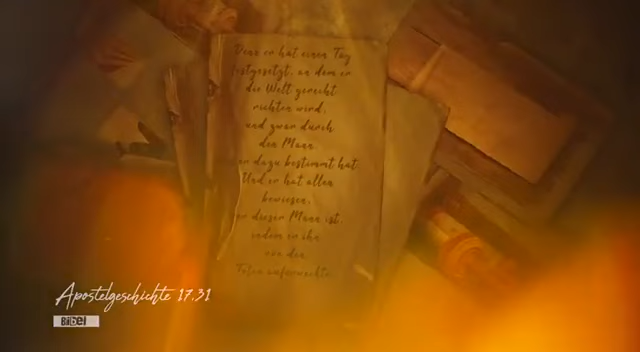 Denn er hat einen Tag
festgesetzt, an dem er
die Welt gerecht
richten wird,
und zwar durch
den Mann,
er dazu bestimmt hat.
Und er hat allen
bewiesen,
er dieser Mann ist,
indem er ihn
von den
Toten auferweckte.
Apostelgeschichte 17.31
Bibel